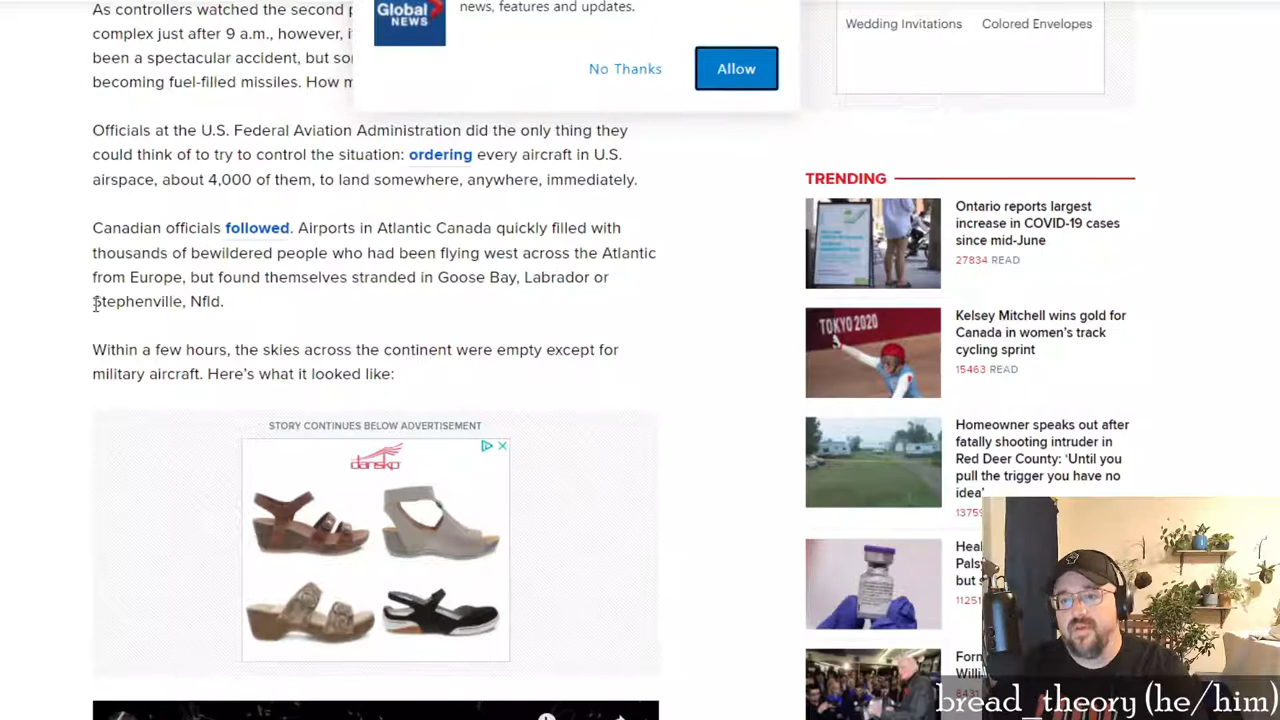 As controllers watched the second
complex just after 9 a.m., however,
been a spectacular accident, but
becoming fuel-filled missiles. How
Global
NEWS
news, features and updates.
No Thanks
Allow
Wedding Invitations
Colored Envelopes
Officials at the U.S. Federal Aviation Administration did the only thing they
could think of to try to control the situation: ordering every aircraft in U.S.
airspace, about 4,000 of them, to land somewhere, anywhere, immediately.
Canadian officials followed. Airports in Atlantic Canada quickly filled with
thousands of bewildered people who had been flying west across the Atlantic
from Europe, but found themselves stranded in Goose Bay, Labrador or
Stephenville, Nfld.
Within a few hours, the skies across the continent were empty except for
military aircraft. Here's what it looked like:
STORY CONTINUES BELOW ADVERTISEMENT
dansko
TRENDING
Ontario reports largest
increase in COVID-19 cases
since mid-June
27834 READ
TOKYO 2020
Kelsey Mitchell wins gold for
Canada in women's track
cycling sprint
15463 READ
Homeowner speaks out after
fatally shooting intruder in
Red Deer County: 'Until you
pull the trigger you have no
idea'
1375
Palsy
but
11251
8431
bread_theory (he/him)